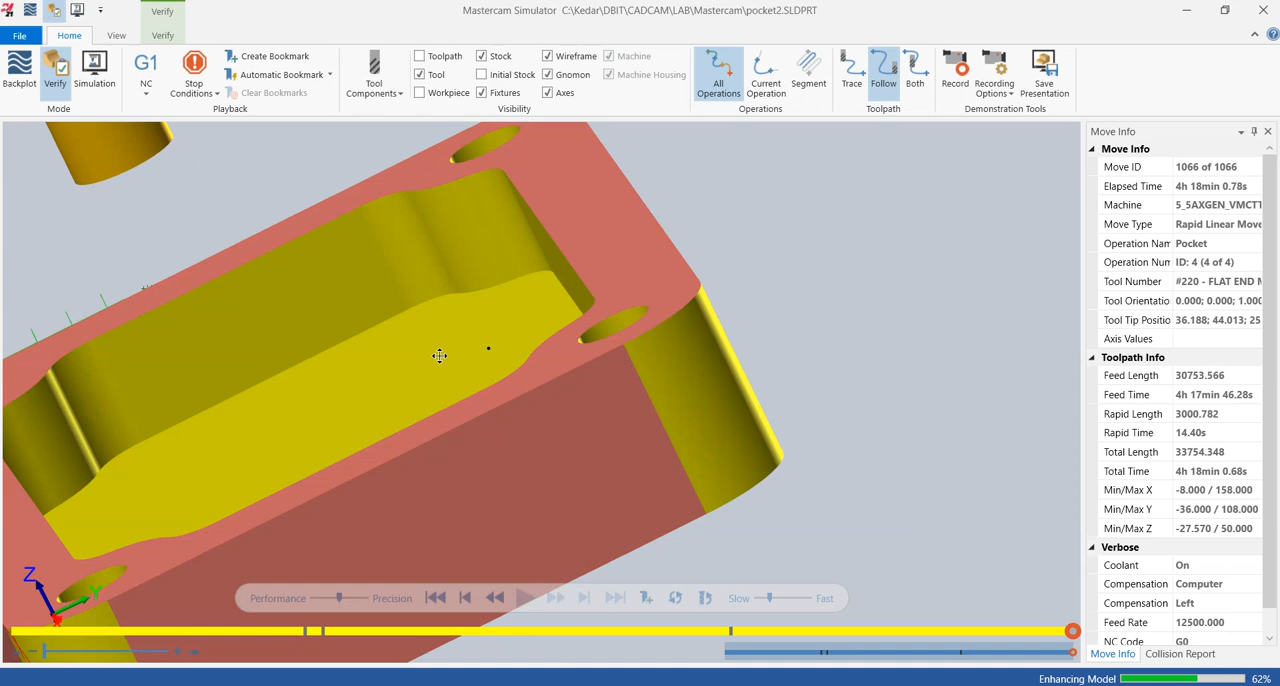 Verify
Mastercam Simulator C:\Kedar\DBIT\CADCAM\LAB\Mastercam\pocket2.SLDPRT
File
Home
View
Verify
Backplot
Verify
Simulation
Mode
NC
G1
Stop Conditions
Create Bookmark
Automatic Bookmark
Clear Bookmarks
Playback
Tool Components
Toolpath
Tool
Workpiece
Stock
Initial Stock
Fixtures
Wireframe
Gnomon
Axes
Machine
Machine Housing
Visibility
All Operations
Current Operation
Segment
Operations
Trace
Follow
Both
Toolpath
Record
Recording Options
Save Presentation
Demonstration Tools
Move Info
Move Info
Move ID 1066 of 1066
Elapsed Time 4h 18min 0.78s
Machine 5_5AXGEN_VMCT
Move Type Rapid Linear Move
Operation Nam Pocket
Operation Num ID: 4 (4 of 4)
Tool Number #220 - FLAT END M
Tool Orientatio 0.000; 0.000; 1.000
Tool Tip Positio 36.188; 44.013; 25
Axis Values
Toolpath Info
Feed Length 30753.566
Feed Time 4h 17min 46.28s
Rapid Length 3000.782
Rapid Time 14.40s
Total Length 33754.348
Total Time 4h 18min 0.68s
Min/Max X -8.000 / 158.000
Min/Max Y -36.000 / 108.000
Min/Max Z -27.570 / 50.000
Verbose
Coolant On
Compensation Computer
Compensation Left
Feed Rate 12500.000
NC Code G0
Move Info Collision Report
Z
Y
X
Performance Precision
Slow Fast
Enhancing Model 62%